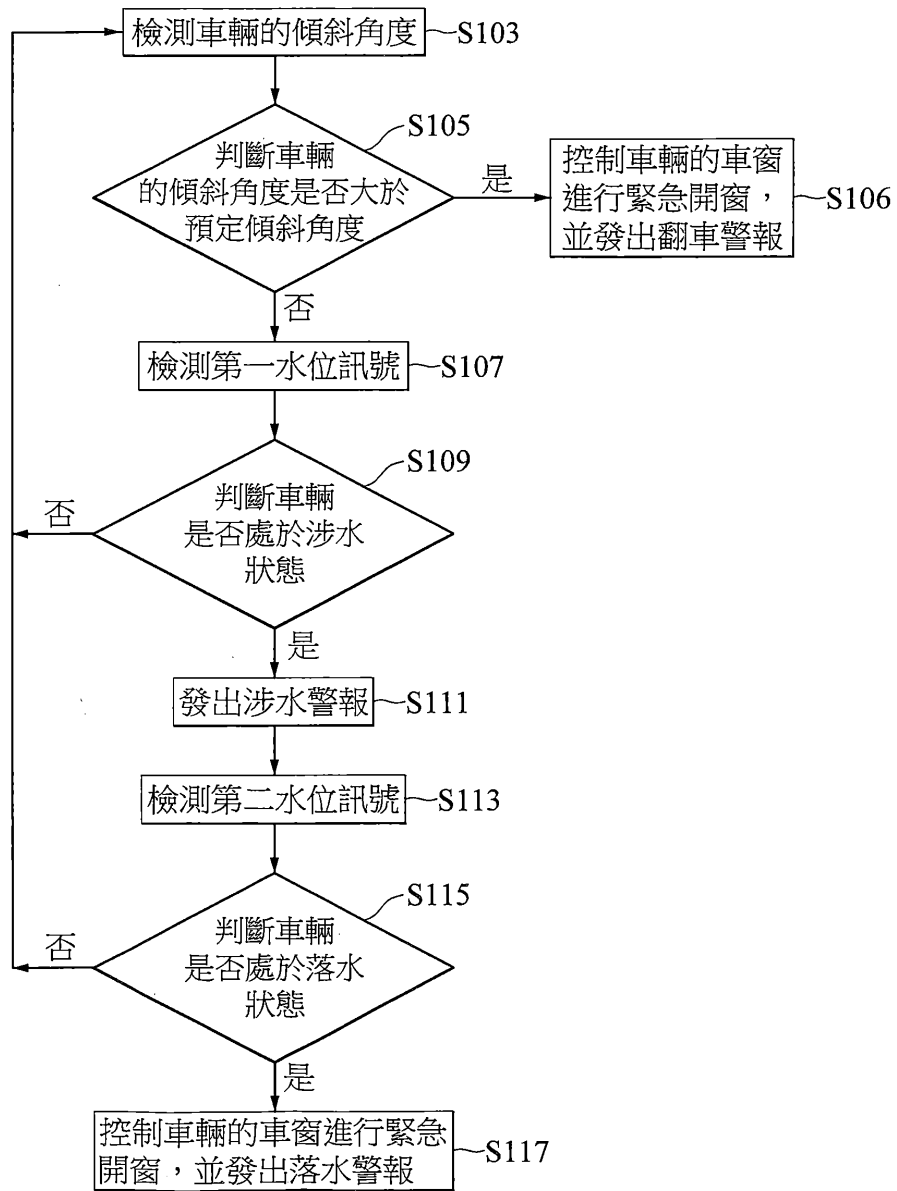 檢測車輛的傾斜角度
S103
S105
判斷車輛
的傾斜角度是否大於
預定傾斜角度
是
控制車輛的車窗
進行緊急開窗，
並發出翻車警報
S106
否
檢測第一水位訊號
S107
S109
判斷車輛
是否處於涉水
狀態
否
是
發出涉水警報
S111
檢測第二水位訊號
S113
S115
判斷車輛
是否處於落水
狀態
否
是
控制車輛的車窗進行緊急
開窗，並發出落水警報
S117